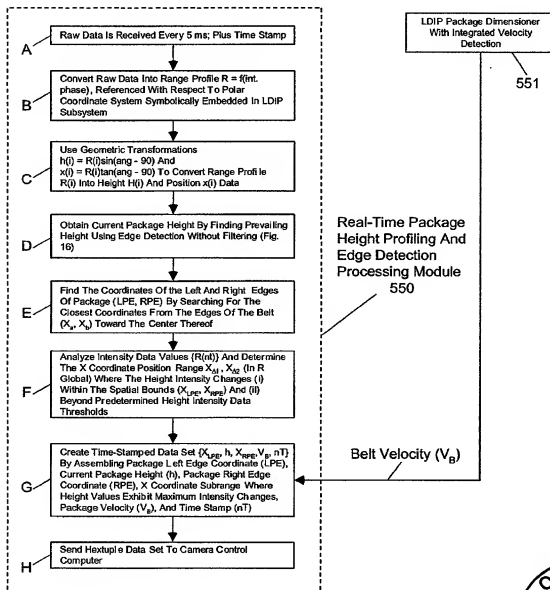 A
Raw Data Is Received Every 5 ms; Plus Time Stamp
B
Convert Raw Data Into Range Profile R = f(int.
phase), Referenced With Respect To Polar
Coordinate System Symbolically Embedded In LDIP
Subsystem
C
Use Geometric Transformations
h(i) = R(i)sin(ang - 90) And
x(i) = R(i)tan(ang - 90) To Convert Range Profile
R(i) Into Height H(i) And Position x(i) Data
D
Obtain Current Package Height By Finding Prevailing
Height Using Edge Detection Without Filtering (Fig.
16)
E
Find The Coordinates Of the Left And Right Edges
Of Package (LPE, RPE) By Searching For The
Closest Coordinates From The Edges Of The Belt
(Xa, Xb) Toward The Center Thereof
F
Analyze Intensity Data Values {R(nt)} And Determine
The X Coordinate Position Range XΔ1, XΔ2 (In R
Global) Where The Height Intensity Changes (i)
Within The Spatial Bounds (XLPE, XRPE) And (ii)
Beyond Predetermined Height Intensity Data
Thresholds
G
Create Time-Stamped Data Set {XLPE, h, XRPE, VB, nT}
By Assembling Package Left Edge Coordinate (LPE),
Current Package Height (h), Package Right Edge
Coordinate (RPE), X Coordinate Subrange Where
Height Values Exhibit Maximum Intensity Changes,
Package Velocity (VB), And Time Stamp (nT)
H
Send Hextuple Data Set To Camera Control
Computer
LDIP Package Dimensioner
With Integrated Velocity
Detection
551
Real-Time Package
Height Profiling And
Edge Detection
Processing Module
550
Belt Velocity (VB)